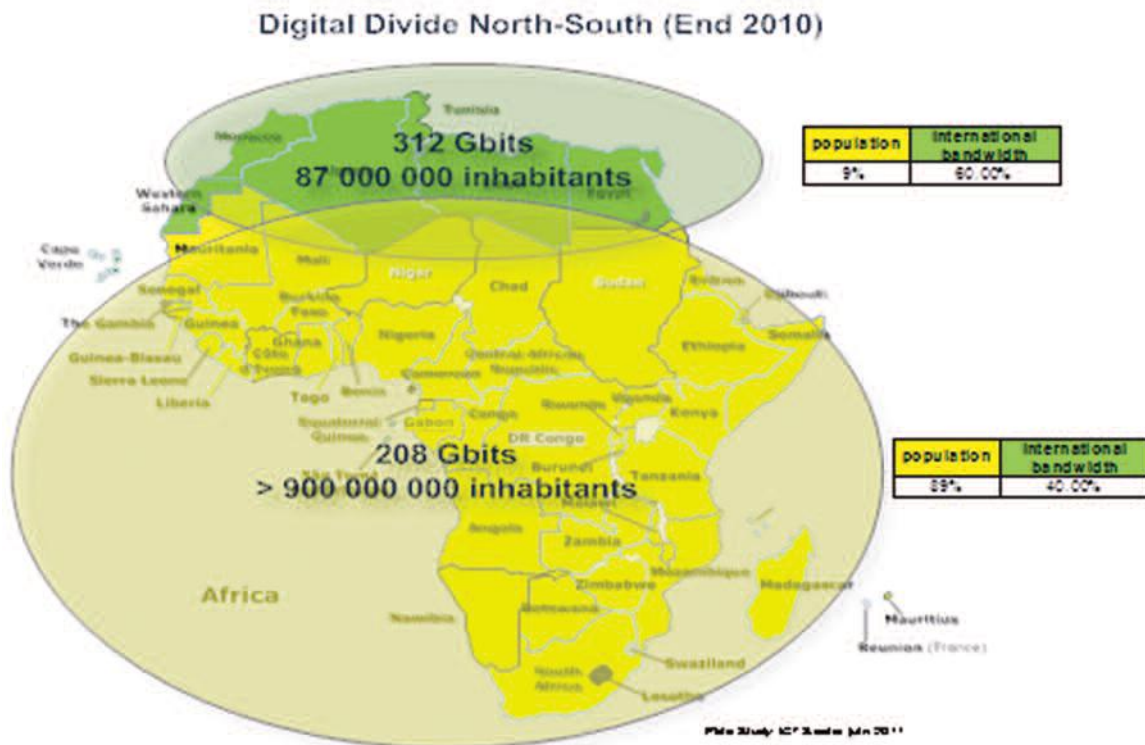 Digital Divide North-South (End 2010)
Tunisia
Morocco
312 Gbits
87 000 000 inhabitants
Egypt
population
International bandwidth
9%
60.00%
Western
Sahara
Cape
Verde
Mauritania
Mali
Niger
Chad
Sudan
Eritrea
Djibouti
Senegal
The Gambia
Burkina
Faso
Guinea
Nigeria
Ethiopia
Somalia
Guinea-Bissau
Ghana
Côte
d'Ivoire
Sierra Leone
Central African
Republic
Cameroon
Liberia
Togo
Benin
Equatorial
Guinea
Gabon
Congo
Rwanda
Uganda
Kenya
DR Congo
208 Gbits
Burundi
Tanzania
> 900 000 000 inhabitants
population
International bandwidth
89%
40.00%
Malawi
Angola
Zambia
Mozambique
Zimbabwe
Madagascar
Africa
Namibia
Botswana
Mauritius
Reunion (France)
Swaziland
South
Africa
Lesotho